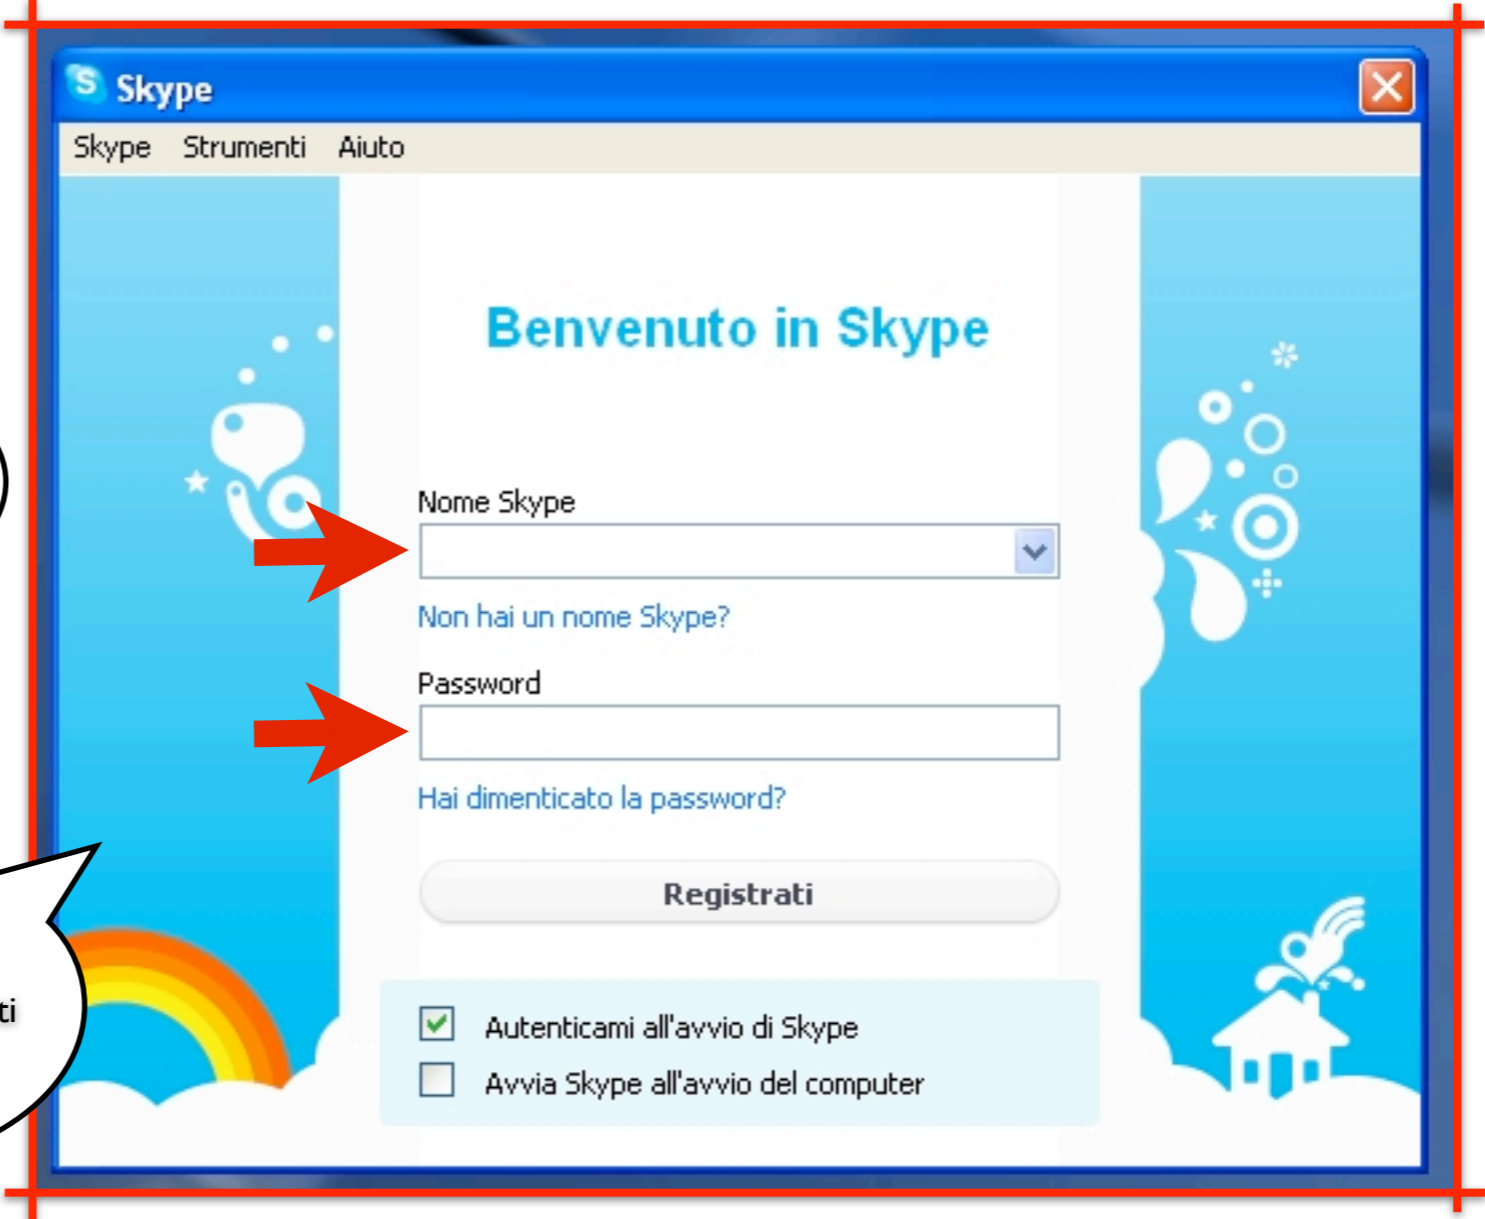 Skype
Skype Strumenti Aiuto
Benvenuto in Skype
Nome Skype
Non hai un nome Skype?
Password
Hai dimenticato la password?
Registrati
Autenticami all'avvio di Skype
Avvia Skype all'avvio del computer